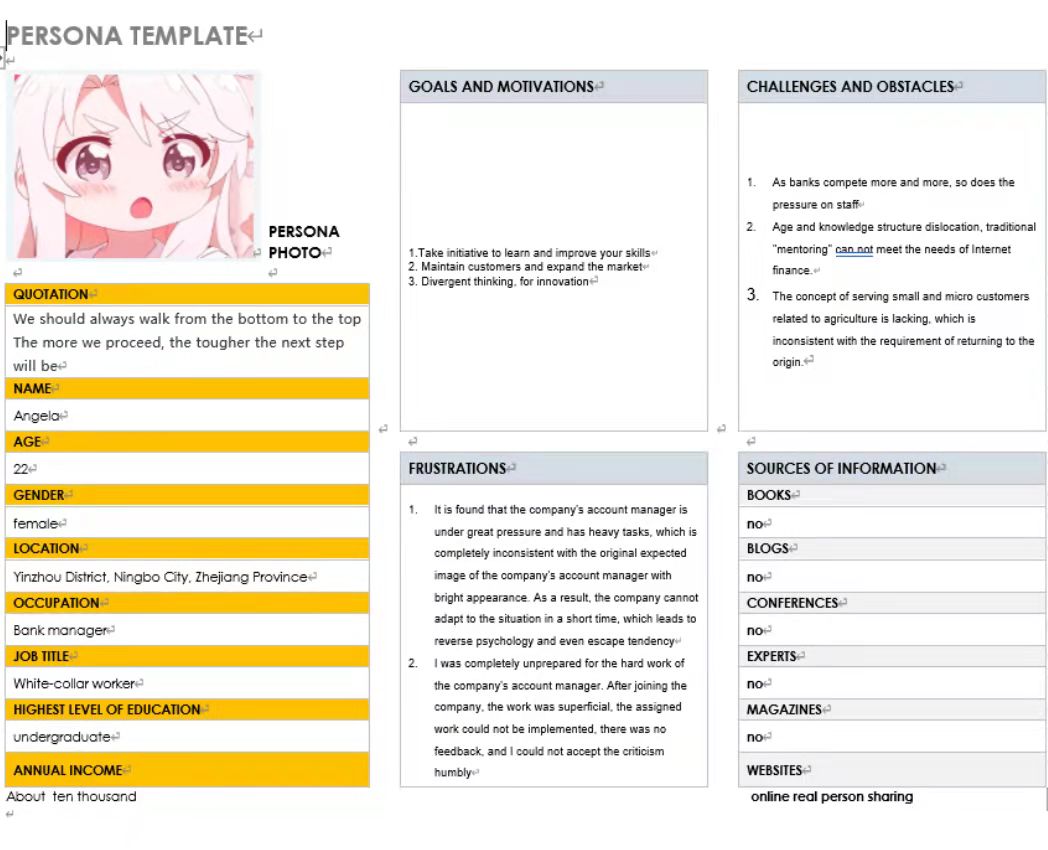 PERSONA TEMPLATE
PERSONA
PHOTO
QUOTATION
We should always walk from the bottom to the top
The more we proceed, the tougher the next step
will be
NAME
Angela
AGE
22
GENDER
female
LOCATION
Yinzhou District, Ningbo City, Zhejiang Province
OCCUPATION
Bank manager
JOB TITLE
White-collar worker
HIGHEST LEVEL OF EDUCATION
undergraduate
ANNUAL INCOME
About ten thousand
GOALS AND MOTIVATIONS
1.Take initiative to learn and improve your skills
2. Maintain customers and expand the market
3. Divergent thinking, for innovation
FRUSTRATIONS
1. It is found that the company's account manager is
under great pressure and has heavy tasks, which is
completely inconsistent with the original expected
image of the company's account manager with
bright appearance. As a result, the company cannot
adapt to the situation in a short time, which leads to
reverse psychology and even escape tendency
2. I was completely unprepared for the hard work of
the company's account manager. After joining the
company, the work was superficial, the assigned
work could not be implemented, there was no
feedback, and I could not accept the criticism
humbly
CHALLENGES AND OBSTACLES
1. As banks compete more and more, so does the
pressure on staff
2. Age and knowledge structure dislocation, traditional
"mentoring" can not meet the needs of Internet
finance.
3. The concept of serving small and micro customers
related to agriculture is lacking, which is
inconsistent with the requirement of returning to the
origin.
SOURCES OF INFORMATION
BOOKS
no
BLOGS
no
CONFERENCES
no
EXPERTS
no
MAGAZINES
no
WEBSITES
online real person sharing